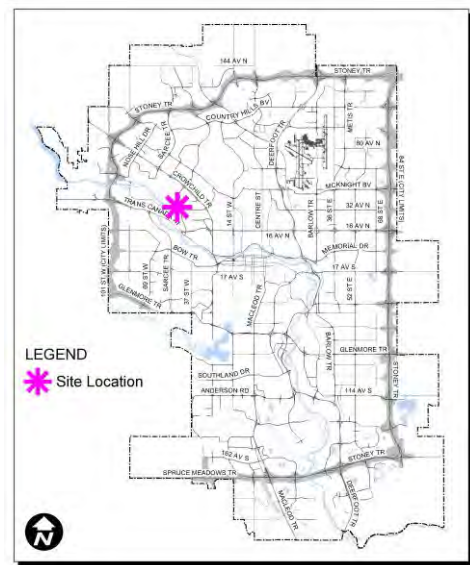 144 AV N
STONEY TR
STONEY TR
COUNTRY HILLS BV
NOSE HILL DR
SARCEE TR
DEERFOOT TR
METIS TR
80 AV N
CROWCHILD TR
84 ST E (CITY LIMITS)
MCKNIGHT BV
TRANS CANADA
14 ST W
CENTRE ST
BARLOW TR
36 ST E
32 AV N
68 ST E
16 AV N
16 AV N
MEMORIAL DR
BOW TR
101 ST W (CITY LIMITS)
69 ST W
SARCEE TR
37 ST W
17 AV S
17 AV S
52 ST E
GLENMORE TR
MACLEOD TR
BARLOW TR
GLENMORE TR
LEGEND
Site Location
SOUTHLAND DR
ANDERSON RD
114 AV S
STONEY TR
162 AV S
STONEY TR
SPRUCE MEADOWS TR
MACLEOD TR
DEERFOOT TR
N